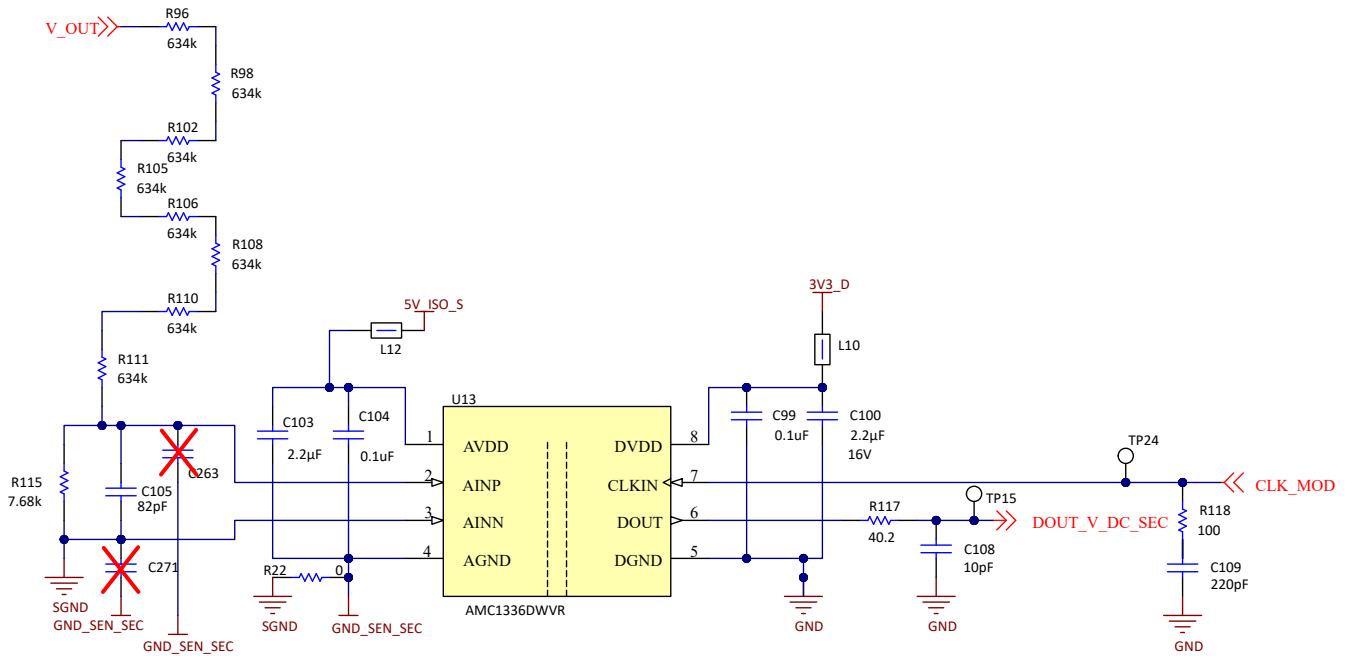 V_OUT
R96
634k
R98
634k
R102
634k
R105
634k
R106
634k
R108
634k
R110
634k
R111
634k
R115
7.68k
C105
82pF
C263
C271
SGND
GND_SEN_SEC
GND_SEN_SEC
5V_ISO_S
L12
C103
2.2µF
C104
0.1uF
R22
0
SGND
GND_SEN_SEC
U13
1
AVDD
2
AINP
3
AINN
4
AGND
DVDD
8
CLKIN
7
DOUT
6
DGND
5
AMC1336DWVR
3V3_D
L10
C99
0.1uF
C100
2.2µF
16V
GND
R117
40.2
TP15
DOUT_V_DC_SEC
C108
10pF
GND
TP24
CLK_MOD
R118
100
C109
220pF
GND